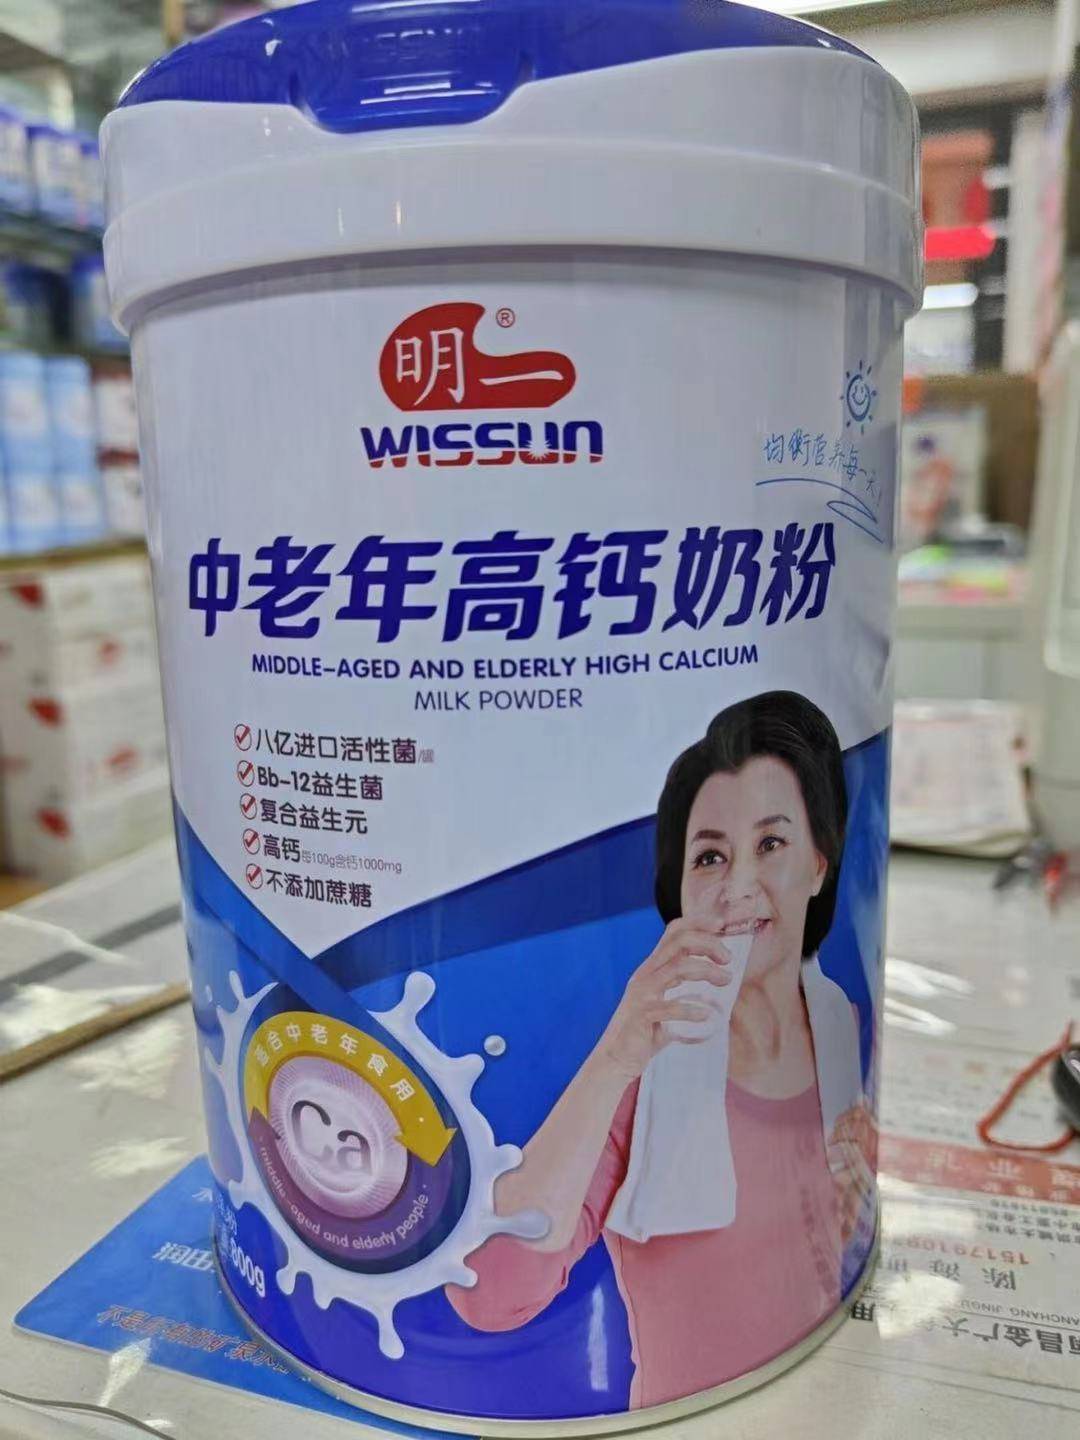 明一®
WISSUN
均衡营养每一天!
中老年高钙奶粉
MIDDLE-AGED AND ELDERLY HIGH CALCIUM
MILK POWDER
八亿进口活性菌/罐
Bb-12益生菌
复合益生元
高钙每100g含钙1000mg
不添加蔗糖
适合中老年食用
Ca
middle-aged and elderly people
800g